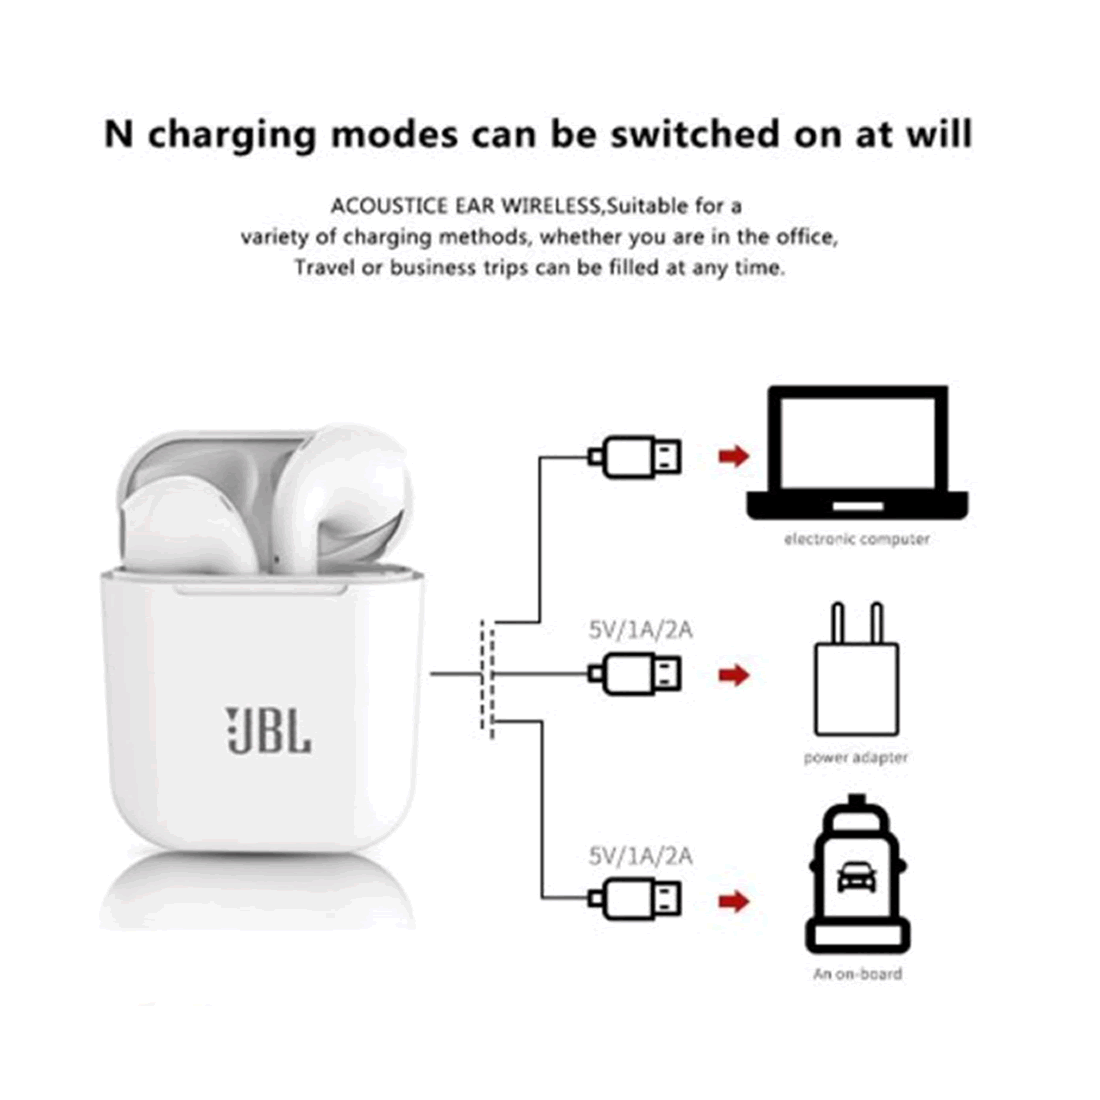 N charging modes can be switched on at will
ACOUSTICE EAR WIRELESS,Suitable for a
variety of charging methods, whether you are in the office,
Travel or business trips can be filled at any time.
electronic computer
5V/1A/2A
power adapter
JBL
5V/1A/2A
An on-board